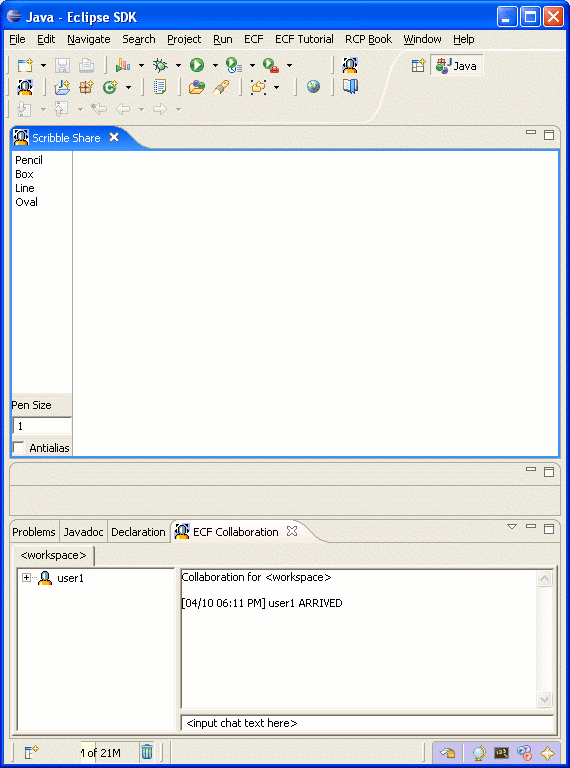 Java - Eclipse SDK
File Edit Navigate Search Project Run ECF ECF Tutorial RCP Book Window Help
Java
Scribble Share
Pencil
Box
Line
Oval
Pen Size
1
Antialias
Problems Javadoc Declaration ECF Collaboration
<workspace>
user1
Collaboration for <workspace>
[04/10 06:11 PM] user1 ARRIVED
<input chat text here>
of 21M